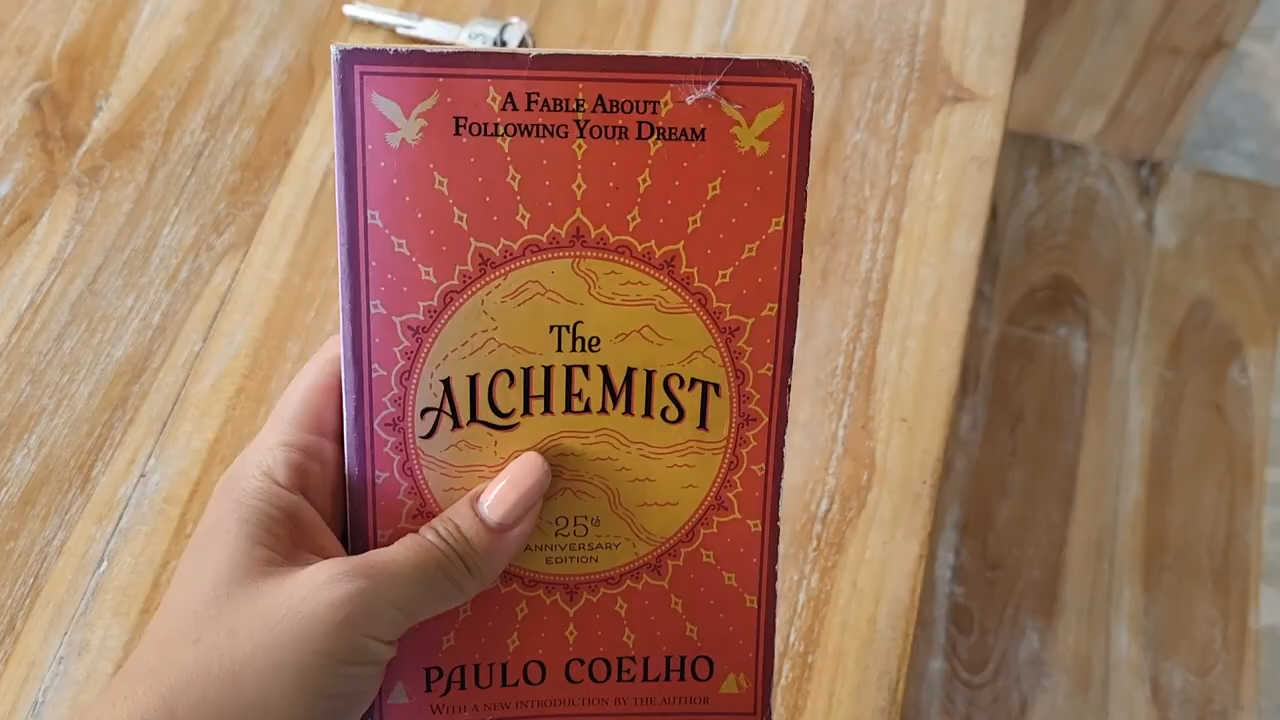 A Fable About
Following Your Dream
The
Alchemist
25th
Anniversary
Edition
Paulo Coelho
With a new introduction by the author